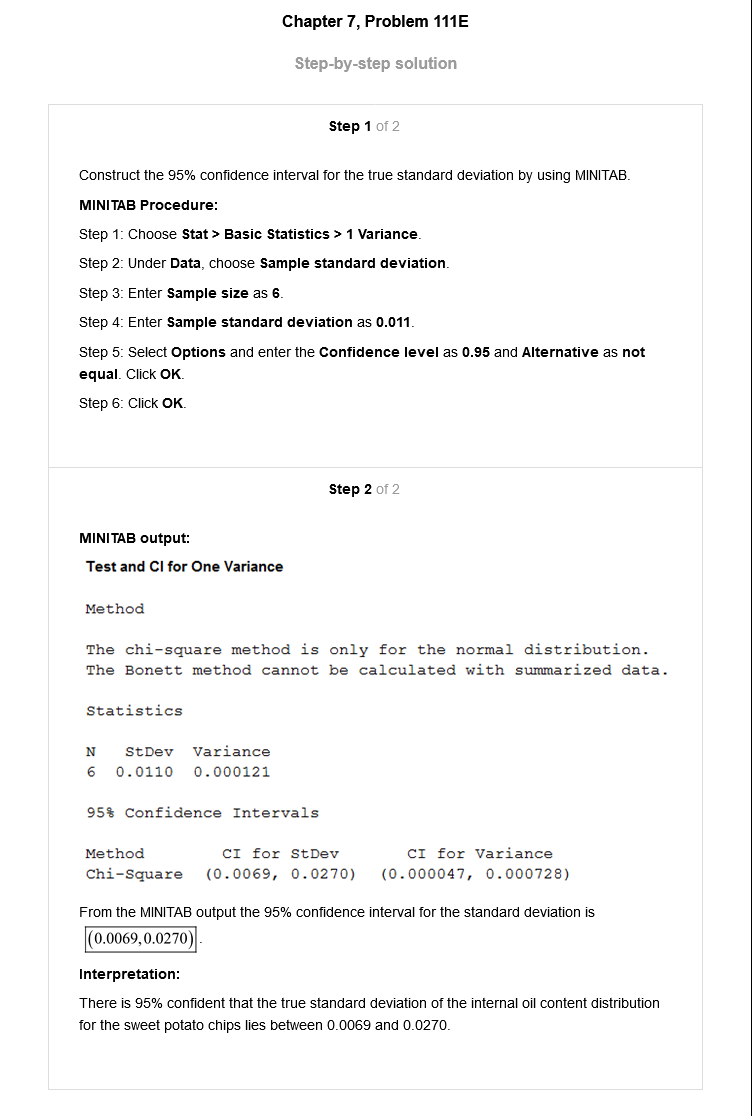 Chapter 7, Problem 111E
Step-by-step solution
Step 1 of 2
Construct the 95% confidence interval for the true standard deviation by using MINITAB.
MINITAB Procedure:
Step 1: Choose Stat > Basic Statistics > 1 Variance.
Step 2: Under Data, choose Sample standard deviation.
Step 3: Enter Sample size as 6.
Step 4: Enter Sample standard deviation as 0.011.
Step 5: Select Options and enter the Confidence level as 0.95 and Alternative as not
equal. Click OK.
Step 6: Click OK.
Step 2 of 2
MINITAB output:
Test and CI for One Variance
Method
The chi-square method is only for the normal distribution.
The Bonett method cannot be calculated with summarized data.
Statistics
N StDev Variance
6 0.0110 0.000121
95% Confidence Intervals
Method CI for StDev CI for Variance
Chi-Square (0.0069, 0.0270) (0.000047, 0.000728)
From the MINITAB output the 95% confidence interval for the standard deviation is
(0.0069,0.0270).
Interpretation:
There is 95% confident that the true standard deviation of the internal oil content distribution
for the sweet potato chips lies between 0.0069 and 0.0270.